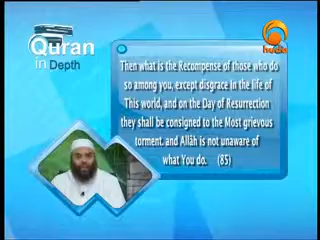 Quran
in Depth
huda
Then what is the Recompense of those who do
so among you, except disgrace in the life of
This world, and on the Day of Resurrection
they shall be consigned to the Most grievous
torment. and Allâh is not unaware of
what You do. (85)